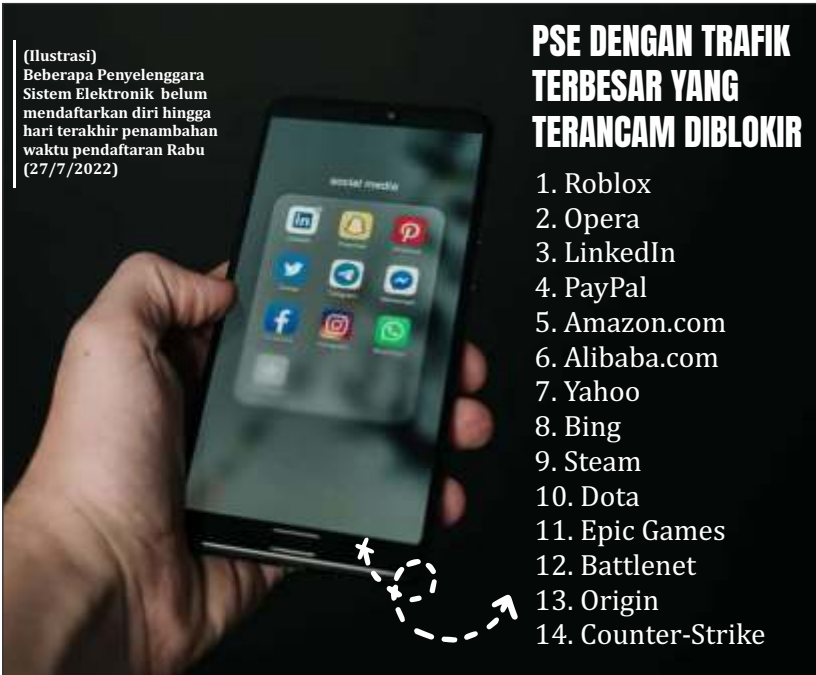 (Ilustrasi)
Beberapa Penyelenggara
Sistem Elektronik belum
mendaftarkan diri hingga
hari terakhir penambahan
waktu pendaftaran Rabu
(27/7/2022)
PSE DENGAN TRAFIK
TERBESAR YANG
TERANCAM DIBLOKIR
1. Roblox
2. Opera
3. LinkedIn
4. PayPal
5. Amazon.com
6. Alibaba.com
7. Yahoo
8. Bing
9. Steam
10. Dota
11. Epic Games
12. Battlenet
13. Origin
14. Counter-Strike
social media
in